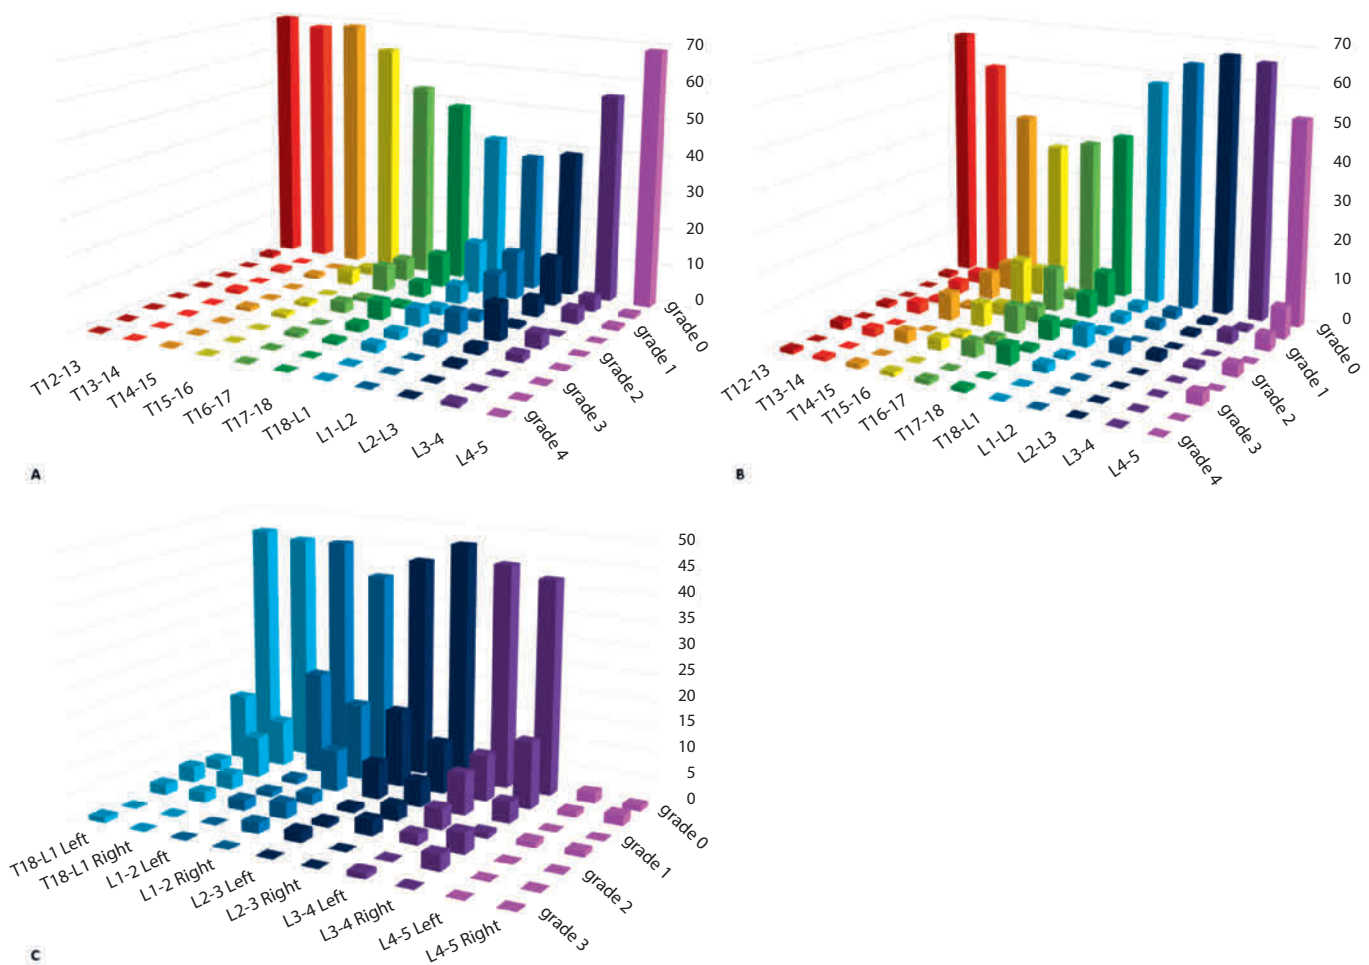 70
60
50
40
30
20
10
0
grade 0
grade 1
grade 2
grade 3
grade 4
T12-13
T13-14
T14-15
T15-16
T16-17
T17-18
T18-L1
L1-L2
L2-L3
L3-4
L4-5
A
70
60
50
40
30
20
10
0
grade 0
grade 1
grade 2
grade 3
grade 4
T12-13
T13-14
T14-15
T15-16
T16-17
T17-18
T18-L1
L1-L2
L2-L3
L3-4
L4-5
B
50
45
40
35
30
25
20
15
10
5
0
grade 0
grade 1
grade 2
grade 3
T18-L1 Left
T18-L1 Right
L1-2 Left
L1-2 Right
L2-3 Left
L2-3 Right
L3-4 Left
L3-4 Right
L4-5 Left
L4-5 Right
C